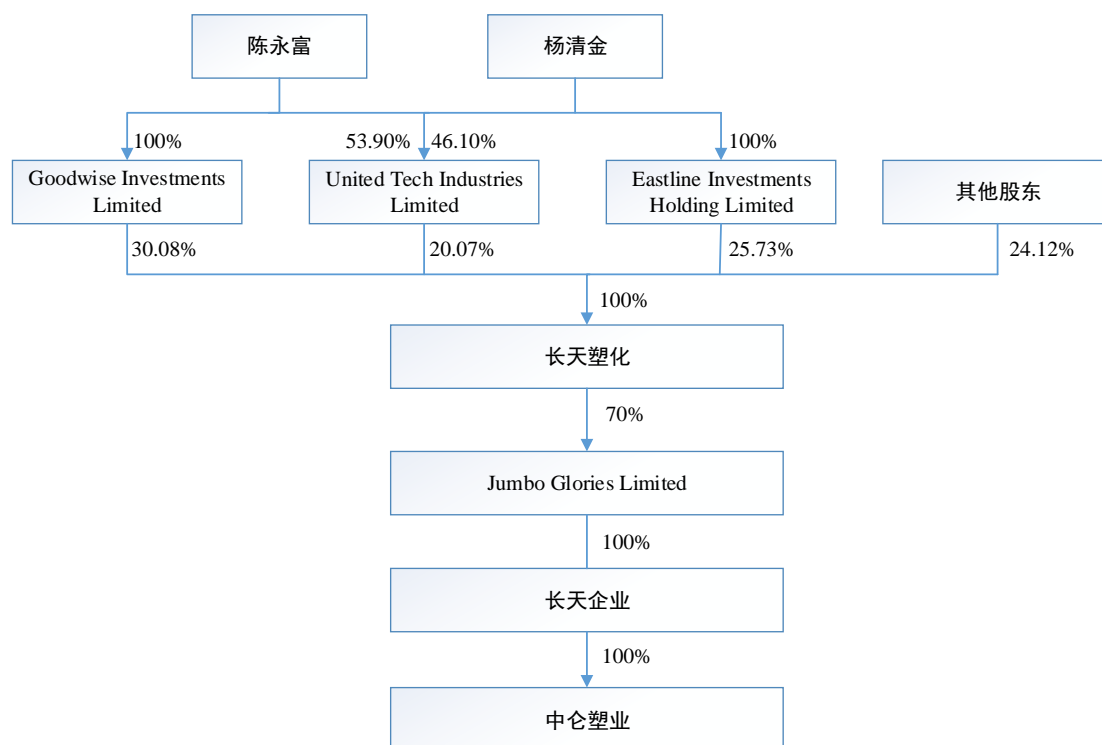 陈永富
杨清金
100%
53.90%
46.10%
100%
Goodwise Investments
Limited
United Tech Industries
Limited
Eastline Investments
Holding Limited
其他股东
30.08%
20.07%
25.73%
24.12%
100%
长天塑化
70%
Jumbo Glories Limited
100%
长天企业
100%
中仑塑业